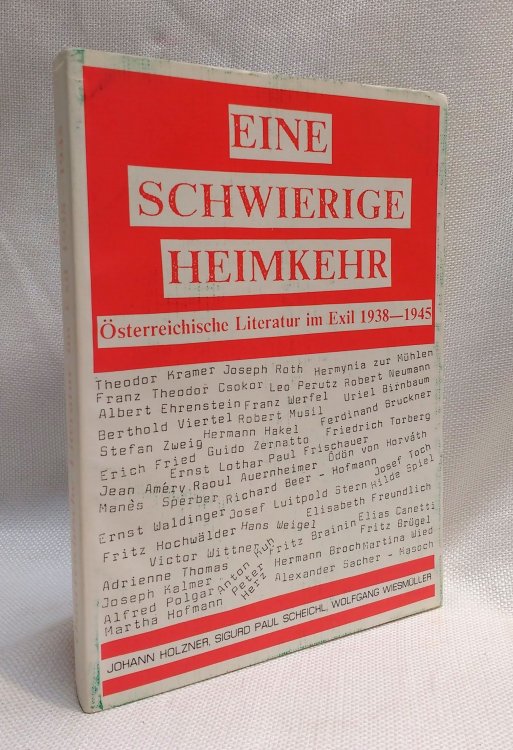 EINE
SCHWIERIGE
HEIMKEHR
Österreichische Literatur im Exil 1938—1945
Theodor Kramer Joseph Roth Hermynia zur Mühlen
Franz Theodor Csokor Leo Perutz Robert Neumann
Albert Ehrenstein Franz Werfel Uriel Birnbaum
Berthold Viertel Robert Musil Ferdinand Bruckner
Stefan Zweig Hermann Hakel Friedrich Torberg
Erich Fried Guido Zernatto
Ernst Lothar Paul Frischauer Ödön von Horváth
Jean Améry Raoul Auernheimer Josef Toch
Manès Sperber Richard Beer - Hofmann Hilde Spiel
Ernst Waldinger Josef Luitpold Stern Elisabeth Freundlich
Fritz Hochwälder Hans Weigel Elias Canetti
Victor Wittner Fritz Brainin Fritz Brügel
Adrienne Thomas Anton Kuh Hermann Broch Martina Wied
Joseph Kalmer Peter Herz Alexander Sacher - Masoch
Alfred Polgar
Martha Hofmann
JOHANN HOLZNER, SIGURD PAUL SCHEICHL, WOLFGANG WIESMÜLLER